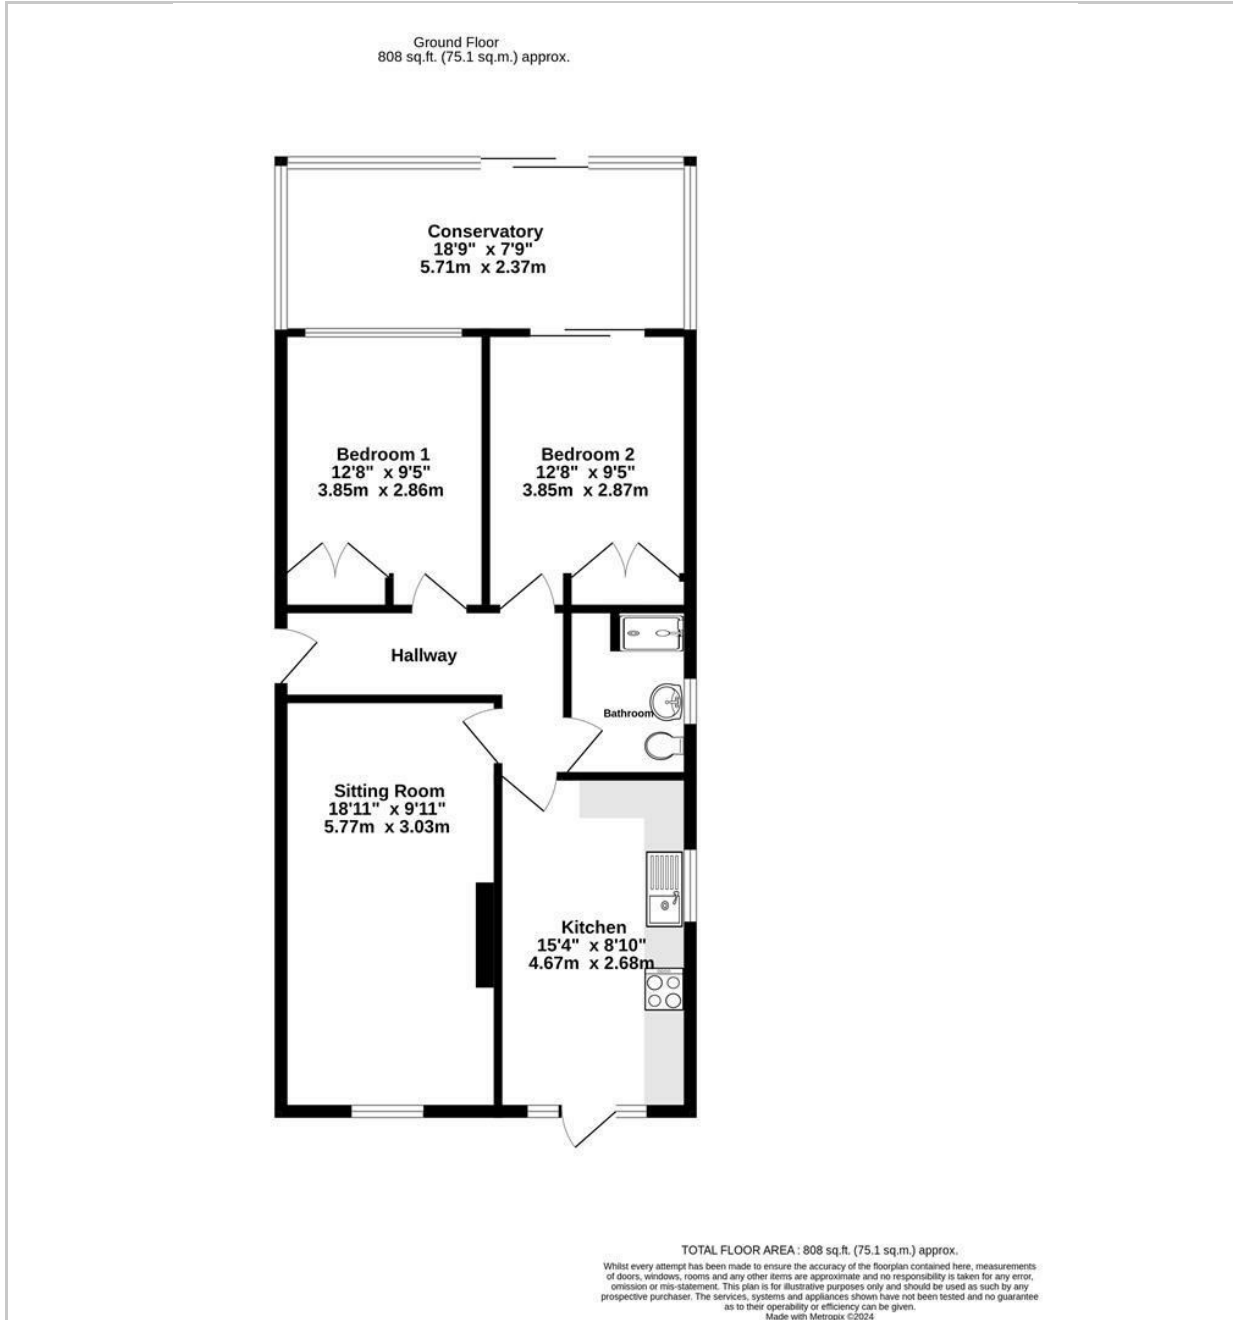 Ground Floor
808 sq.ft. (75.1 sq.m.) approx.
Conservatory
18'9" x 7'9"
5.71m x 2.37m
Bedroom 1
12'8" x 9'5"
3.85m x 2.86m
Bedroom 2
12'8" x 9'5"
3.85m x 2.87m
Hallway
Bathroom
Sitting Room
18'11" x 9'11"
5.77m x 3.03m
Kitchen
15'4" x 8'10"
4.67m x 2.68m
TOTAL FLOOR AREA : 808 sq.ft. (75.1 sq.m.) approx.
Whilst every attempt has been made to ensure the accuracy of the floorplan contained here, measurements
of doors, windows, rooms and any other items are approximate and no responsibility is taken for any error,
omission or mis-statement. This plan is for illustrative purposes only and should be used as such by any
prospective purchaser. The services, systems and appliances shown have not been tested and no guarantee
as to their operability or efficiency can be given.
Made with Metropix ©2024